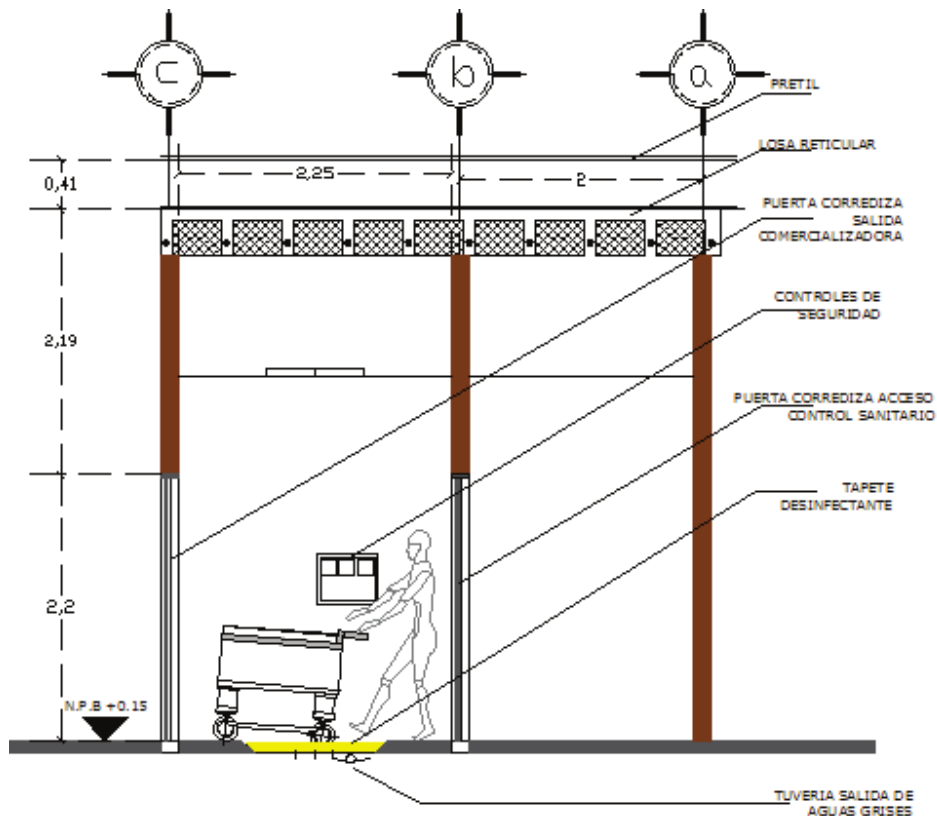 c
b
a
PRETIL
LOSA RETICULAR
2,25
2
0,41
PUERTA CORREDIZA
SALIDA
COMERCIALIZADORA
CONTROLES DE
SEGURIDAD
2,19
PUERTA CORREDIZA ACCESO
CONTROL SANITARIO
TAPETE
DESINFECTANTE
2,2
N.P.B +0.15
TUVERIA SALIDA DE
AGUAS GRISES